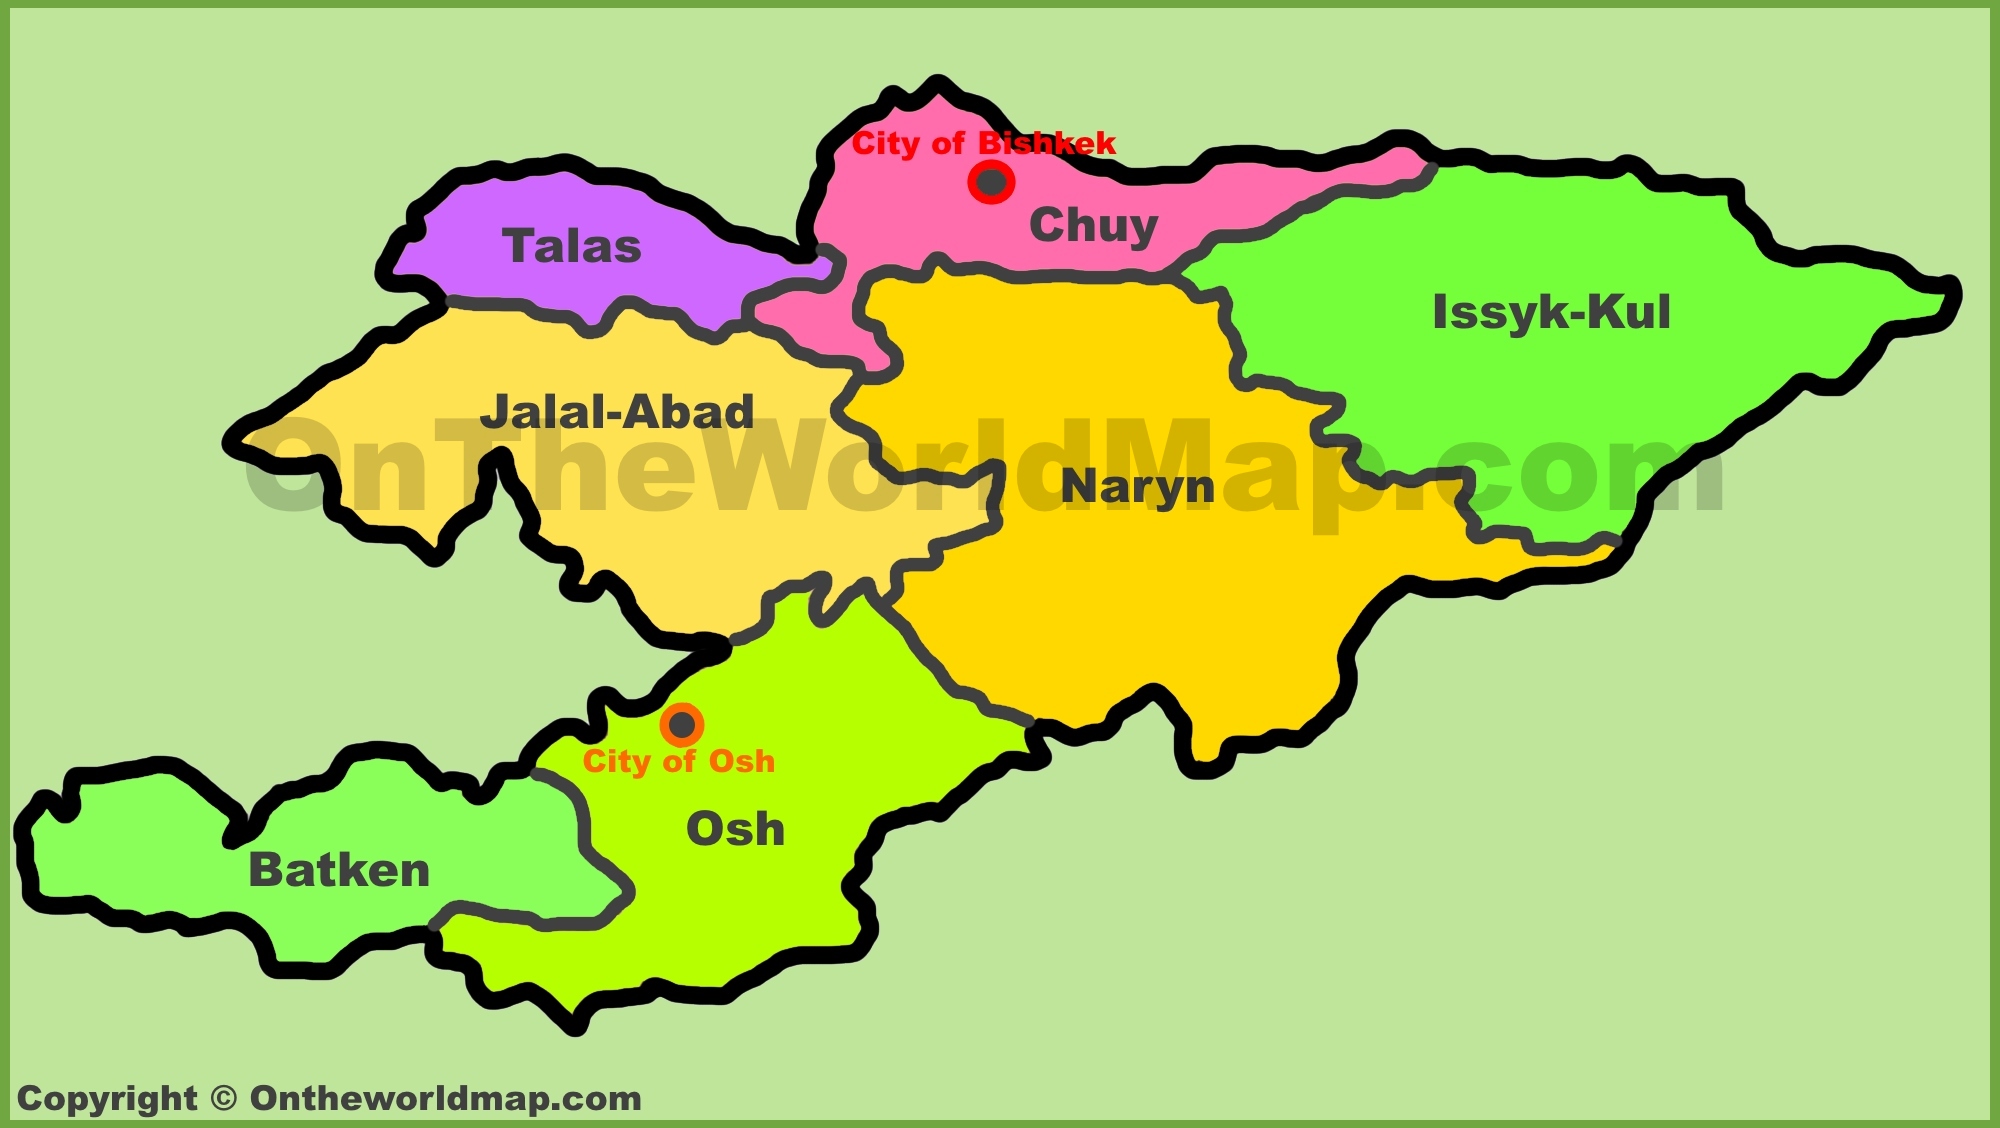 City of Bishkek
Chuy
Talas
Issyk-Kul
Jalal-Abad
OnTheWorldMap.com
Naryn
City of Osh
Osh
Batken
Copyright © Ontheworldmap.com